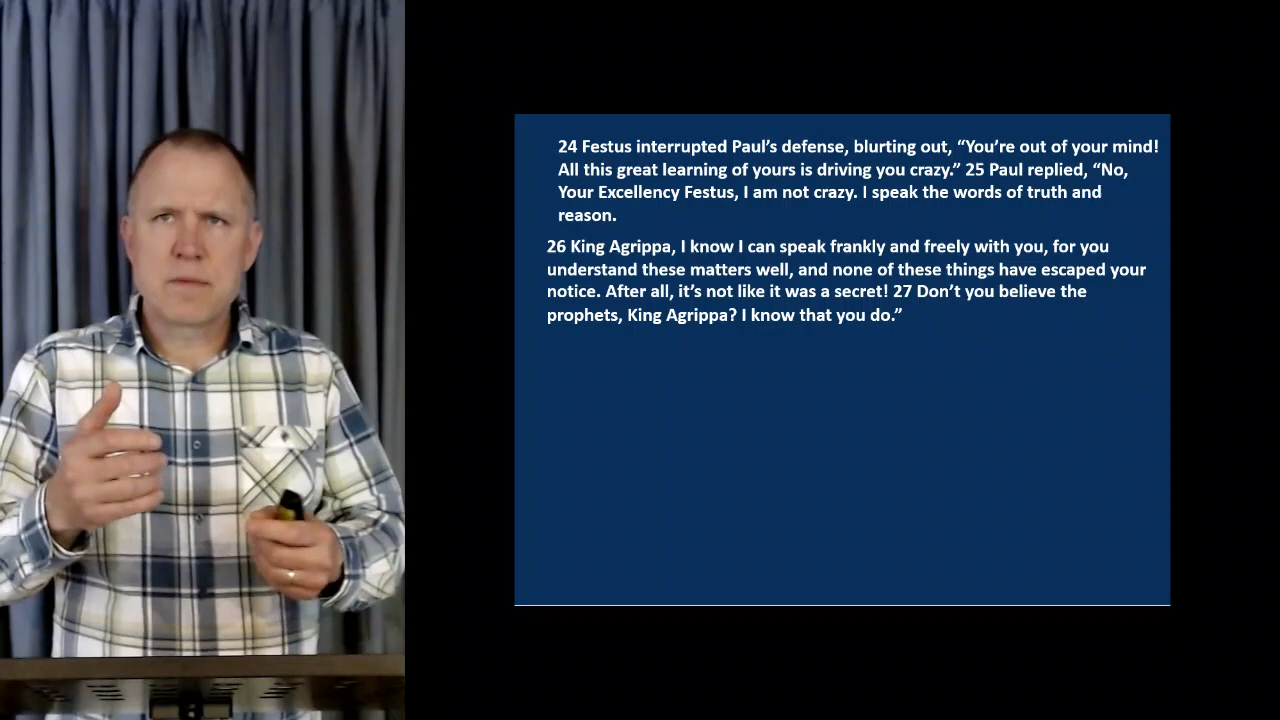 24 Festus interrupted Paul’s defense, blurting out, “You’re out of your mind!
All this great learning of yours is driving you crazy.” 25 Paul replied, “No,
Your Excellency Festus, I am not crazy. I speak the words of truth and
reason.
26 King Agrippa, I know I can speak frankly and freely with you, for you
understand these matters well, and none of these things have escaped your
notice. After all, it’s not like it was a secret! 27 Don’t you believe the
prophets, King Agrippa? I know that you do.”